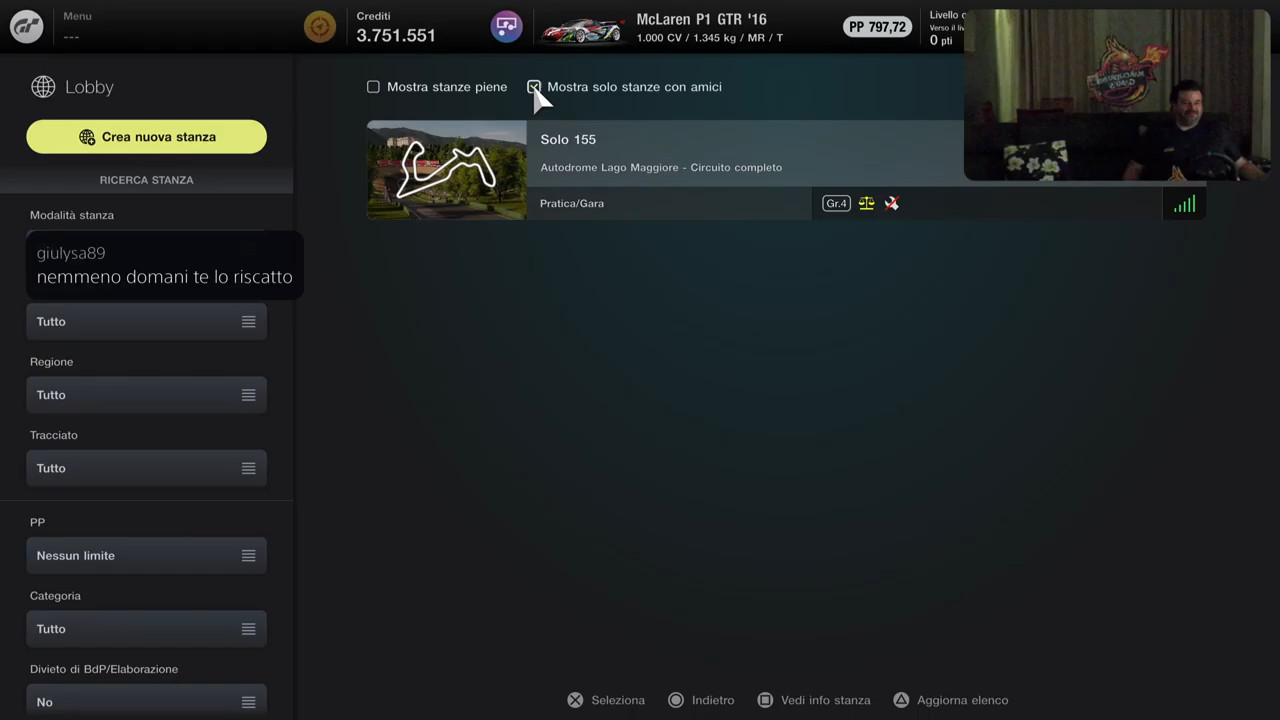 Menu
---
Crediti
3.751.551
McLaren P1 GTR '16
1.000 CV / 1.345 kg / MR / T
PP 797,72
Livello
Verso il liv
0 pti
Lobby
Crea nuova stanza
RICERCA STANZA
Modalità stanza
giulysa89
nemmeno domani te lo riscatto
Tutto
Regione
Tutto
Tracciato
Tutto
PP
Nessun limite
Categoria
Tutto
Divieto di BdP/Elaborazione
No
Mostra stanze piene
Mostra solo stanze con amici
Solo 155
Autodrome Lago Maggiore - Circuito completo
Pratica/Gara
Gr.4
Seleziona
Indietro
Vedi info stanza
Aggiorna elenco